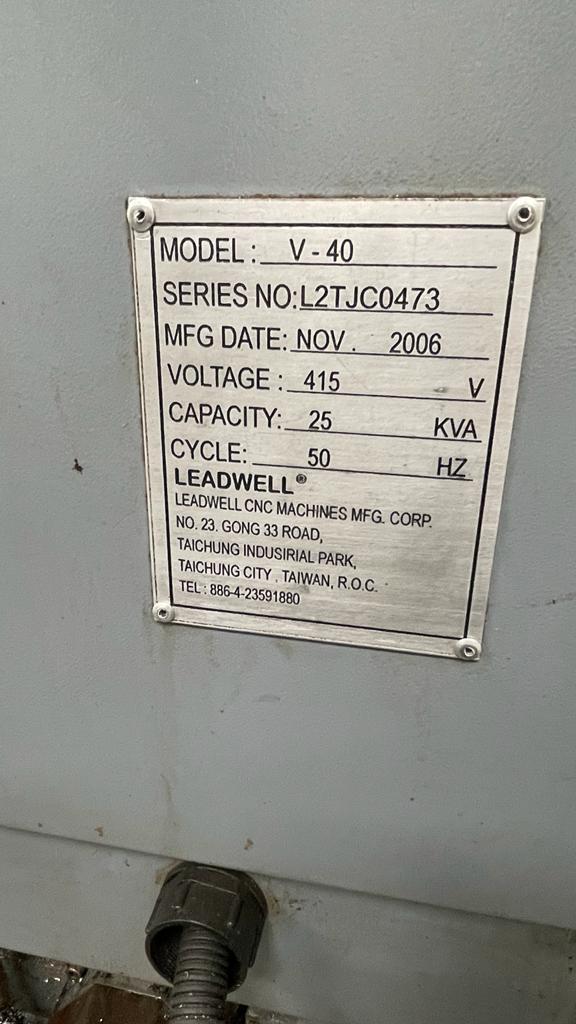 MODEL : V - 40
SERIES NO: L2TJC0473
MFG DATE: NOV . 2006
VOLTAGE : 415 V
CAPACITY: 25 KVA
CYCLE: 50 HZ
LEADWELL®
LEADWELL CNC MACHINES MFG. CORP.
NO. 23. GONG 33 ROAD,
TAICHUNG INDUSIRIAL PARK,
TAICHUNG CITY . TAIWAN, R.O.C.
TEL : 886-4-23591880